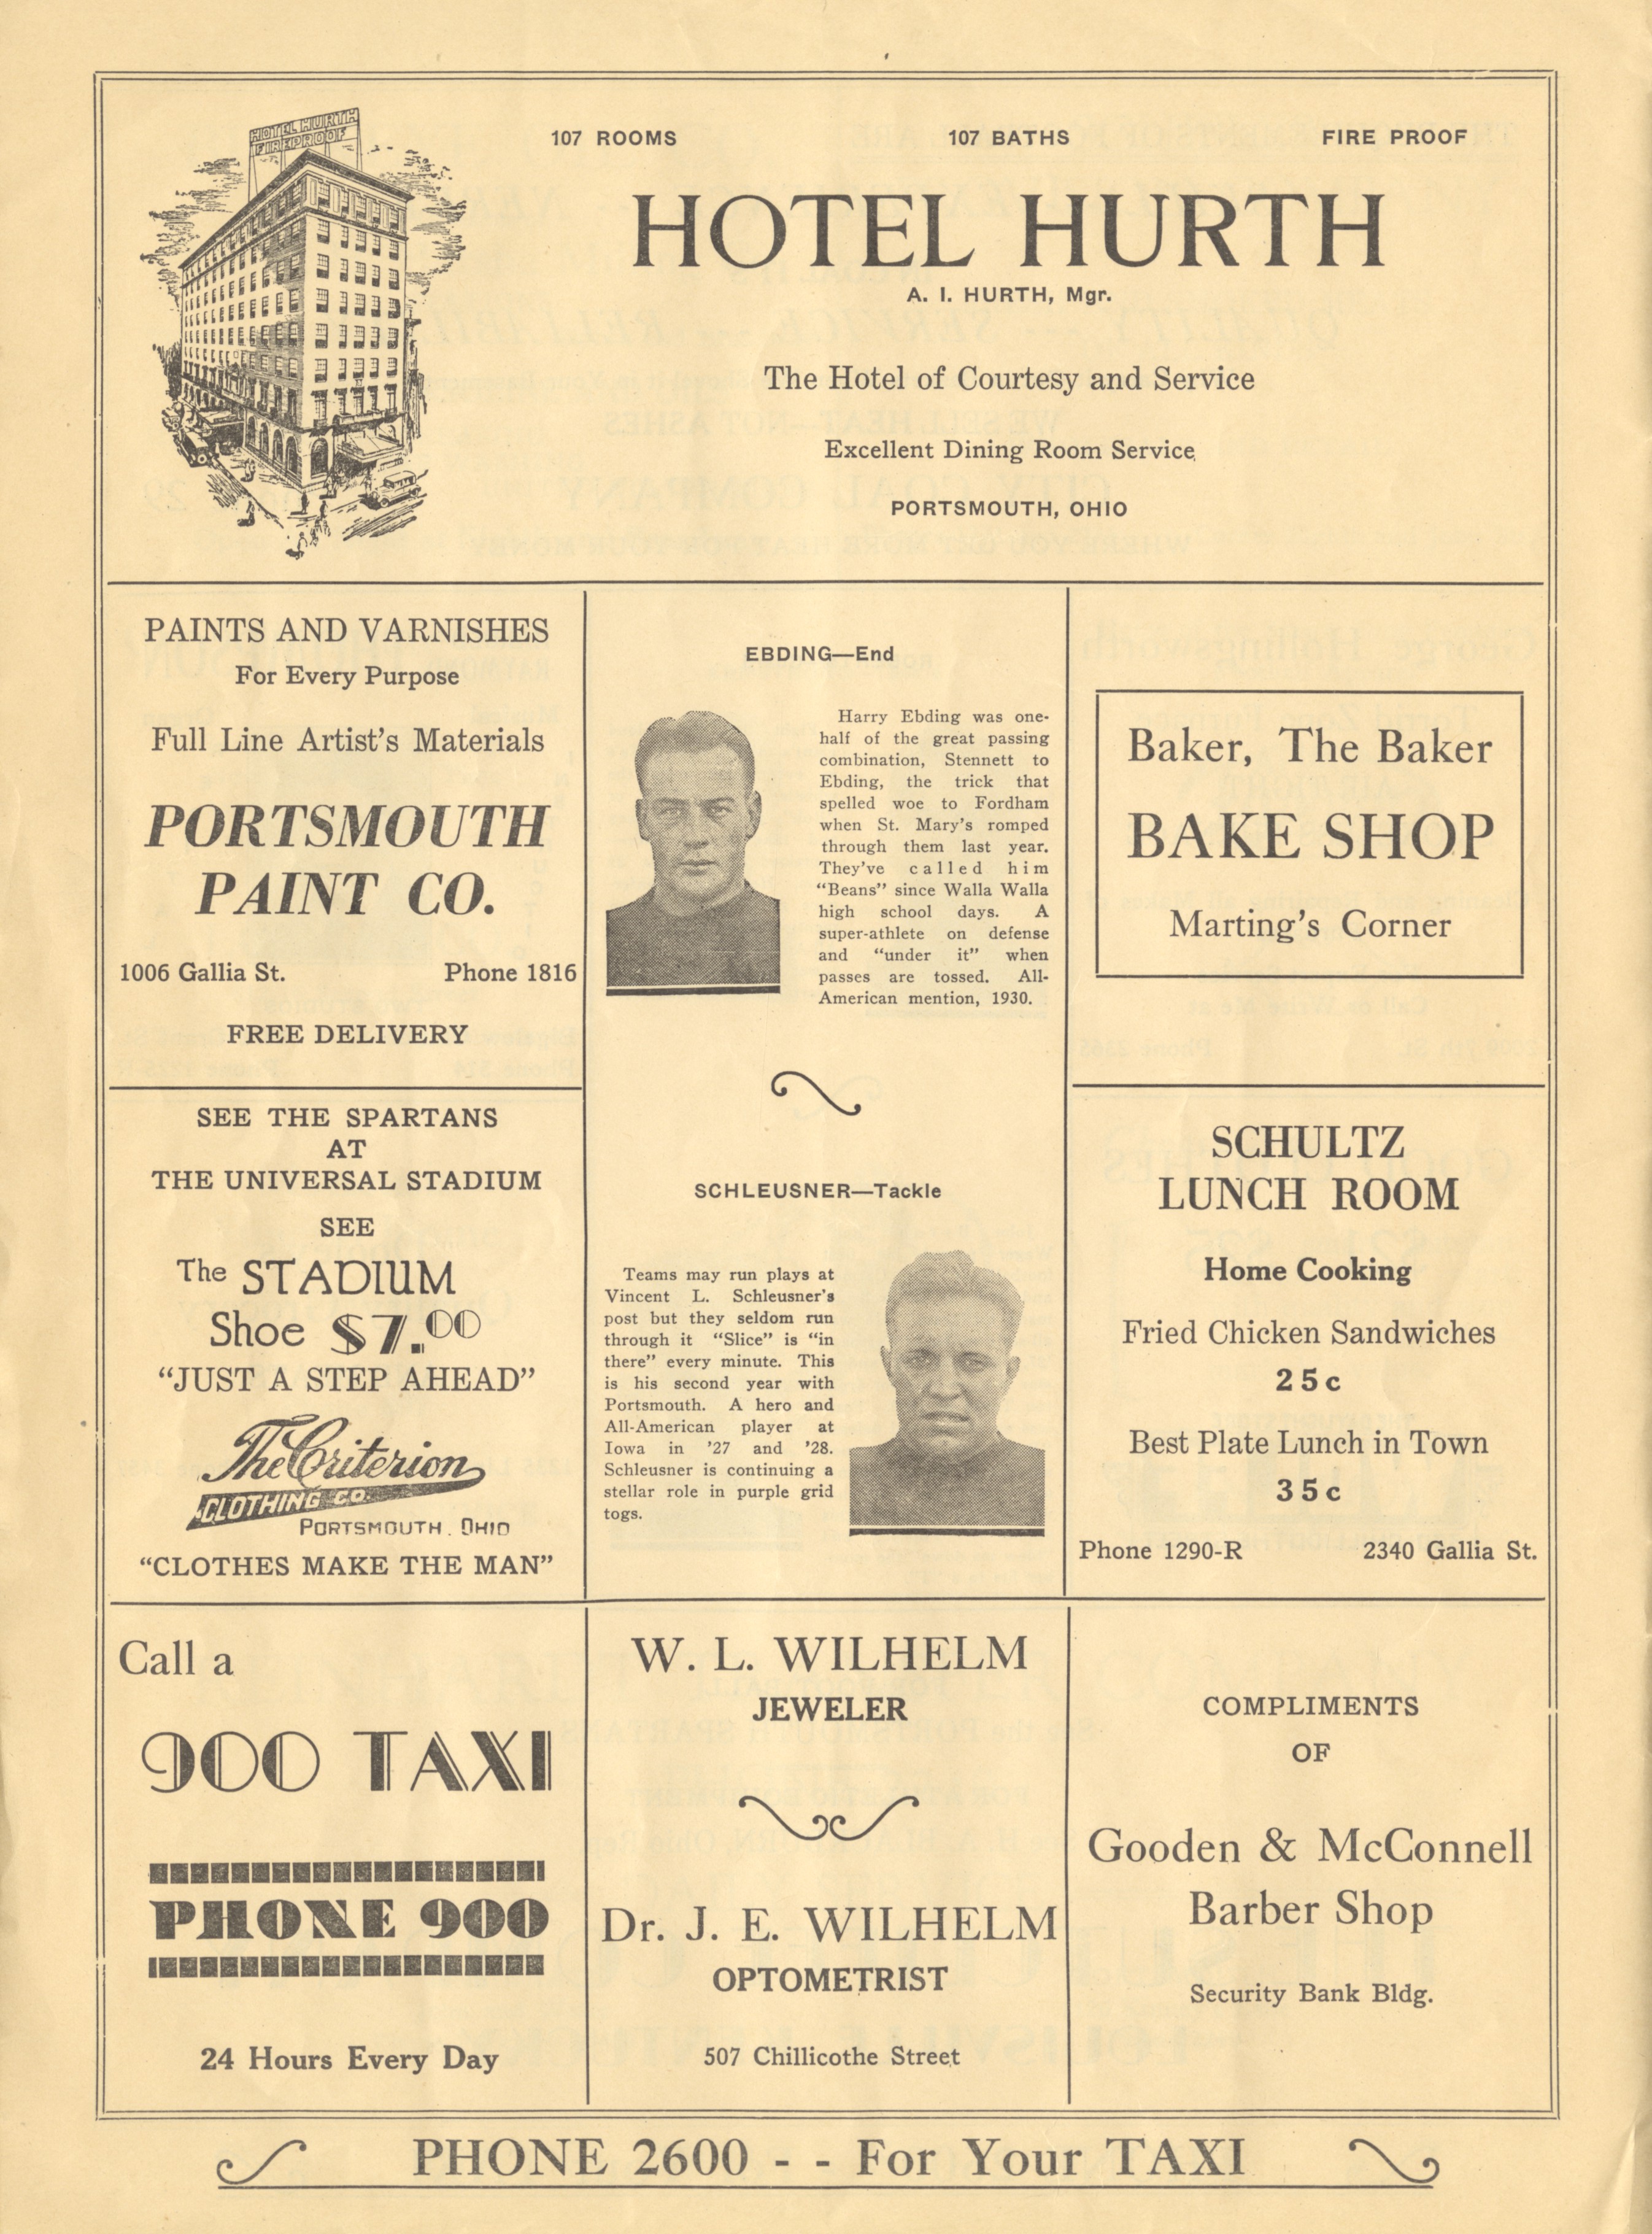 HOTEL HURTH
FIREPROOF
107 ROOMS 107 BATHS FIRE PROOF
HOTEL HURTH
A. I. HURTH, Mgr.
The Hotel of Courtesy and Service
Excellent Dining Room Service
PORTSMOUTH, OHIO
PAINTS AND VARNISHES
For Every Purpose
Full Line Artist's Materials
PORTSMOUTH
PAINT CO.
1006 Gallia St. Phone 1816
FREE DELIVERY
SEE THE SPARTANS
AT
THE UNIVERSAL STADIUM
SEE
The STADIUM
Shoe $7.00
"JUST A STEP AHEAD"
The Criterion
CLOTHING CO.
PORTSMOUTH, OHIO
"CLOTHES MAKE THE MAN"
EBDING—End
Harry Ebding was one-
half of the great passing
combination, Stennett to
Ebding, the trick that
spelled woe to Fordham
when St. Mary's romped
through them last year.
They've called him
"Beans" since Walla Walla
high school days. A
super-athlete on defense
and "under it" when
passes are tossed. All-
American mention, 1930.
SCHLEUSNER—Tackle
Teams may run plays at
Vincent L. Schleusner's
post but they seldom run
through it "Slice" is "in
there" every minute. This
is his second year with
Portsmouth. A hero and
All-American player at
Iowa in '27 and '28.
Schleusner is continuing a
stellar role in purple grid
togs.
Baker, The Baker
BAKE SHOP
Marting's Corner
SCHULTZ
LUNCH ROOM
Home Cooking
Fried Chicken Sandwiches
25c
Best Plate Lunch in Town
35c
Phone 1290-R 2340 Gallia St.
Call a
900 TAXI
PHONE 900
24 Hours Every Day
W. L. WILHELM
JEWELER
Dr. J. E. WILHELM
OPTOMETRIST
507 Chillicothe Street
COMPLIMENTS
OF
Gooden & McConnell
Barber Shop
Security Bank Bldg.
PHONE 2600 - - For Your TAXI